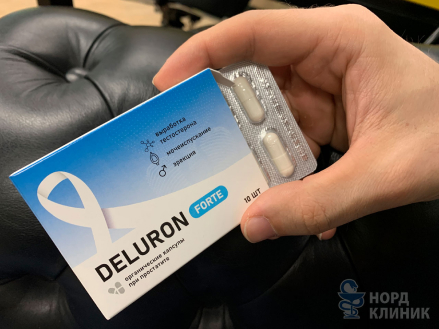 НОРД
КЛИНИК
выработка
тестостерона
мочеиспускание
эрекция
DELURON
FORTE
10 ШТ
органические капсулы
при простатите